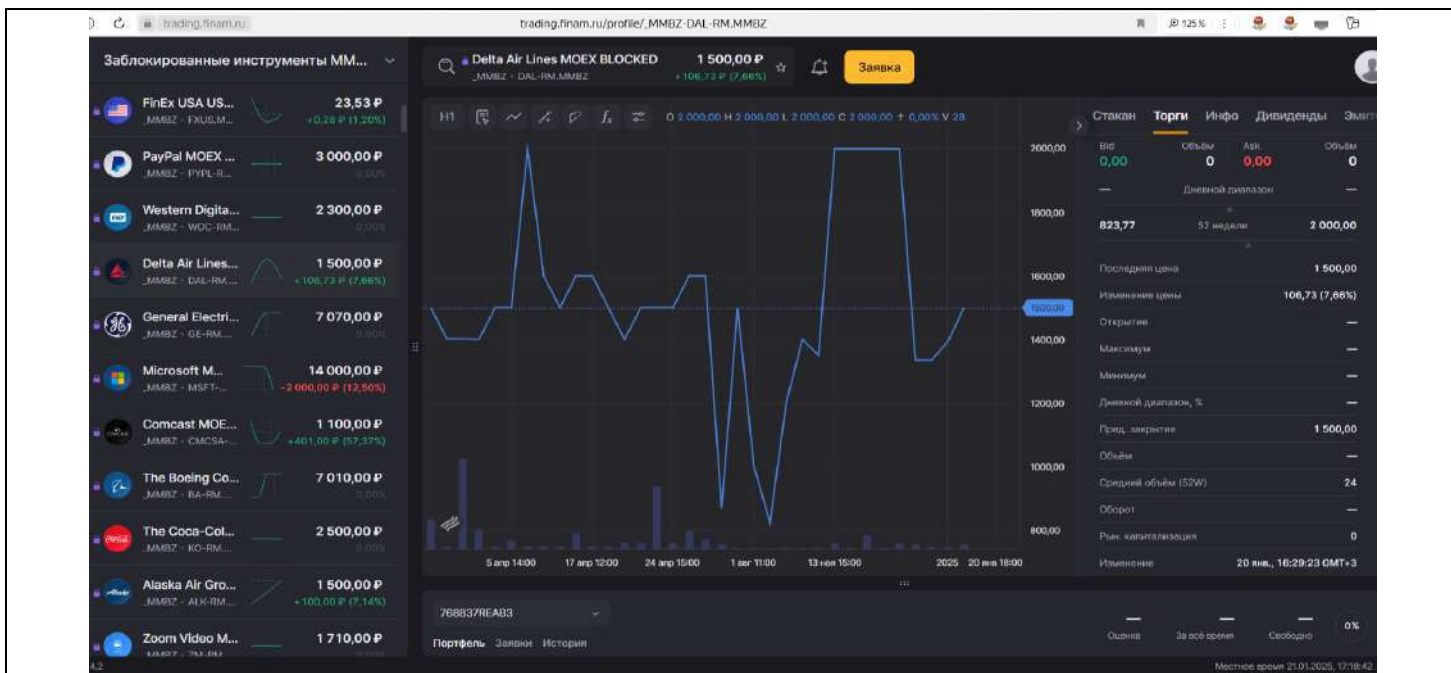 trading.finam.ru
trading.finam.ru/profile/_MMBZ-DAL-RM.MMBZ
125 %
Заблокированные инструменты ММ...
FinEx USA US... 23,53 ₽
_MMBZ · FXUS.M... +0,28 ₽ (1,20%)
PayPal MOEX ... 3 000,00 ₽
_MMBZ · PYPL-R... 0,00%
Western Digita... 2 300,00 ₽
_MMBZ · WDC-RM... 0,00%
Delta Air Lines... 1 500,00 ₽
_MMBZ · DAL-RM.... +106,73 ₽ (7,66%)
General Electri... 7 070,00 ₽
_MMBZ · GE-RM.... 0,00%
Microsoft M... 14 000,00 ₽
_MMBZ · MSFT-... -2 000,00 ₽ (12,50%)
Comcast MOE... 1 100,00 ₽
_MMBZ · CMCSA-... +401,00 ₽ (57,37%)
The Boeing Co... 7 010,00 ₽
_MMBZ · BA-RM.... 0,00%
The Coca-Col... 2 500,00 ₽
_MMBZ · KO-RM.... 0,00%
Alaska Air Gro... 1 500,00 ₽
_MMBZ · ALK-RM.... +100,00 ₽ (7,14%)
Zoom Video M... 1 710,00 ₽
Delta Air Lines MOEX BLOCKED 1 500,00 ₽
_MMBZ · DAL-RM.MMBZ +106,73 ₽ (7,66%)
Заявка
H1 fx O 2 000,00 H 2 000,00 L 2 000,00 C 2 000,00 + 0,00% V 28
2000,00
1800,00
1600,00
1400,00
1200,00
1000,00
800,00
5 апр 14:00 17 апр 12:00 24 апр 15:00 1 авг 11:00 13 ноя 15:00 2025 20 янв 18:00
Стакан Торги Инфо Дивиденды
Bid Объём Ask Объём
0,00 0 0,00 0
— Дневной диапазон —
823,77 52 недели 2 000,00
Последняя цена 1 500,00
Изменение цены 106,73 (7,66%)
Открытие —
Максимум —
Минимум —
Дневной диапазон, % —
Пред. закрытие 1 500,00
Объём —
Средний объём (52W) 24
Оборот —
Рын. капитализация 0
Изменение 20 янв., 16:29:23 GMT+3
768837REAB3
Портфель Заявки История
— — — 0%
Оценка За всё время Свободно
4.2
Местное время 21.01.2025, 17:18:42